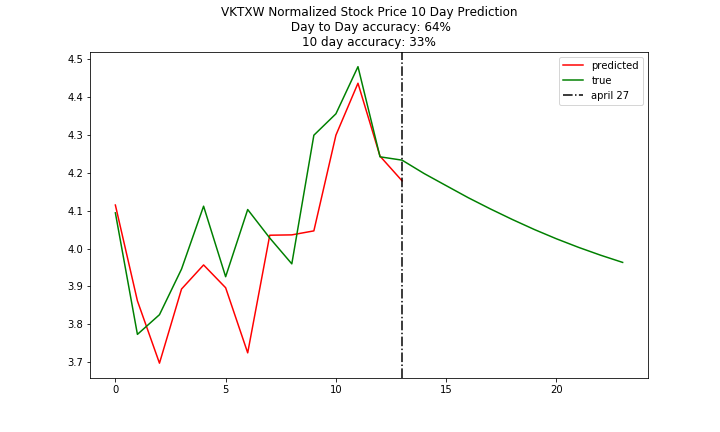 VKTXW Normalized Stock Price 10 Day Prediction
Day to Day accuracy: 64%
10 day accuracy: 33%
predicted
true
april 27
4.5
4.4
4.3
4.2
4.1
4.0
3.9
3.8
3.7
0
5
10
15
20